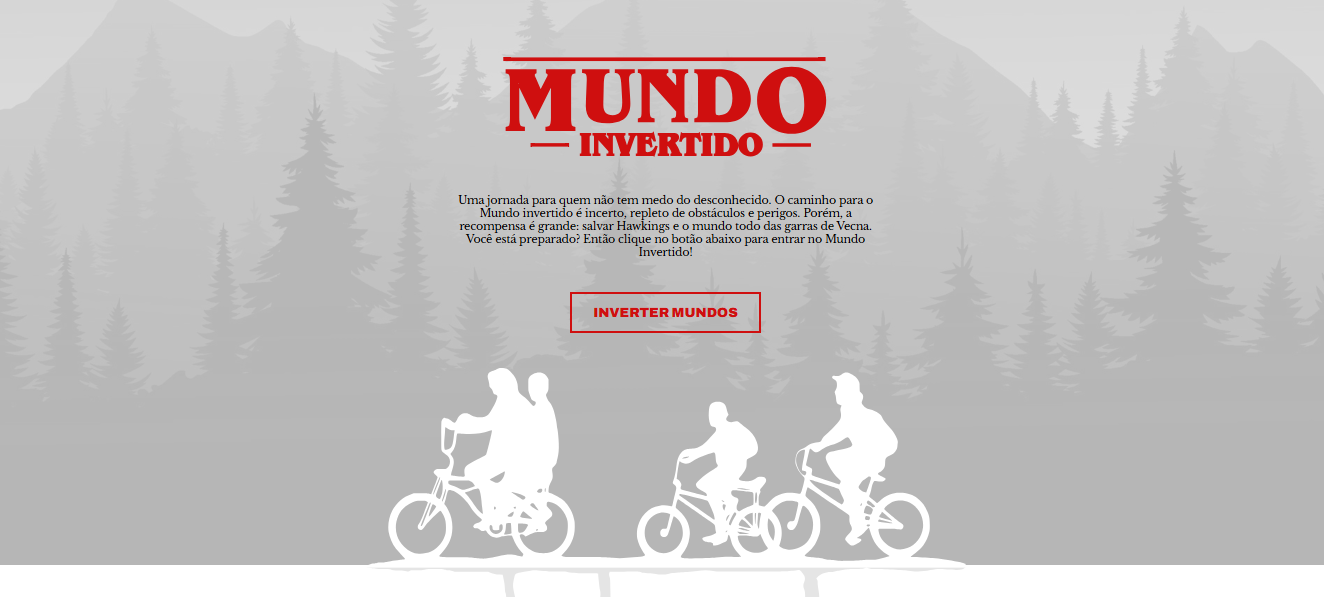 MUNDO
INVERTIDO
Uma jornada para quem não tem medo do desconhecido. O caminho para o
Mundo invertido é incerto, repleto de obstáculos e perigos. Porém, a
recompensa é grande: salvar Hawkings e o mundo todo das garras de Vecna.
Você está preparado? Então clique no botão abaixo para entrar no Mundo
Invertido!
INVERTER MUNDOS